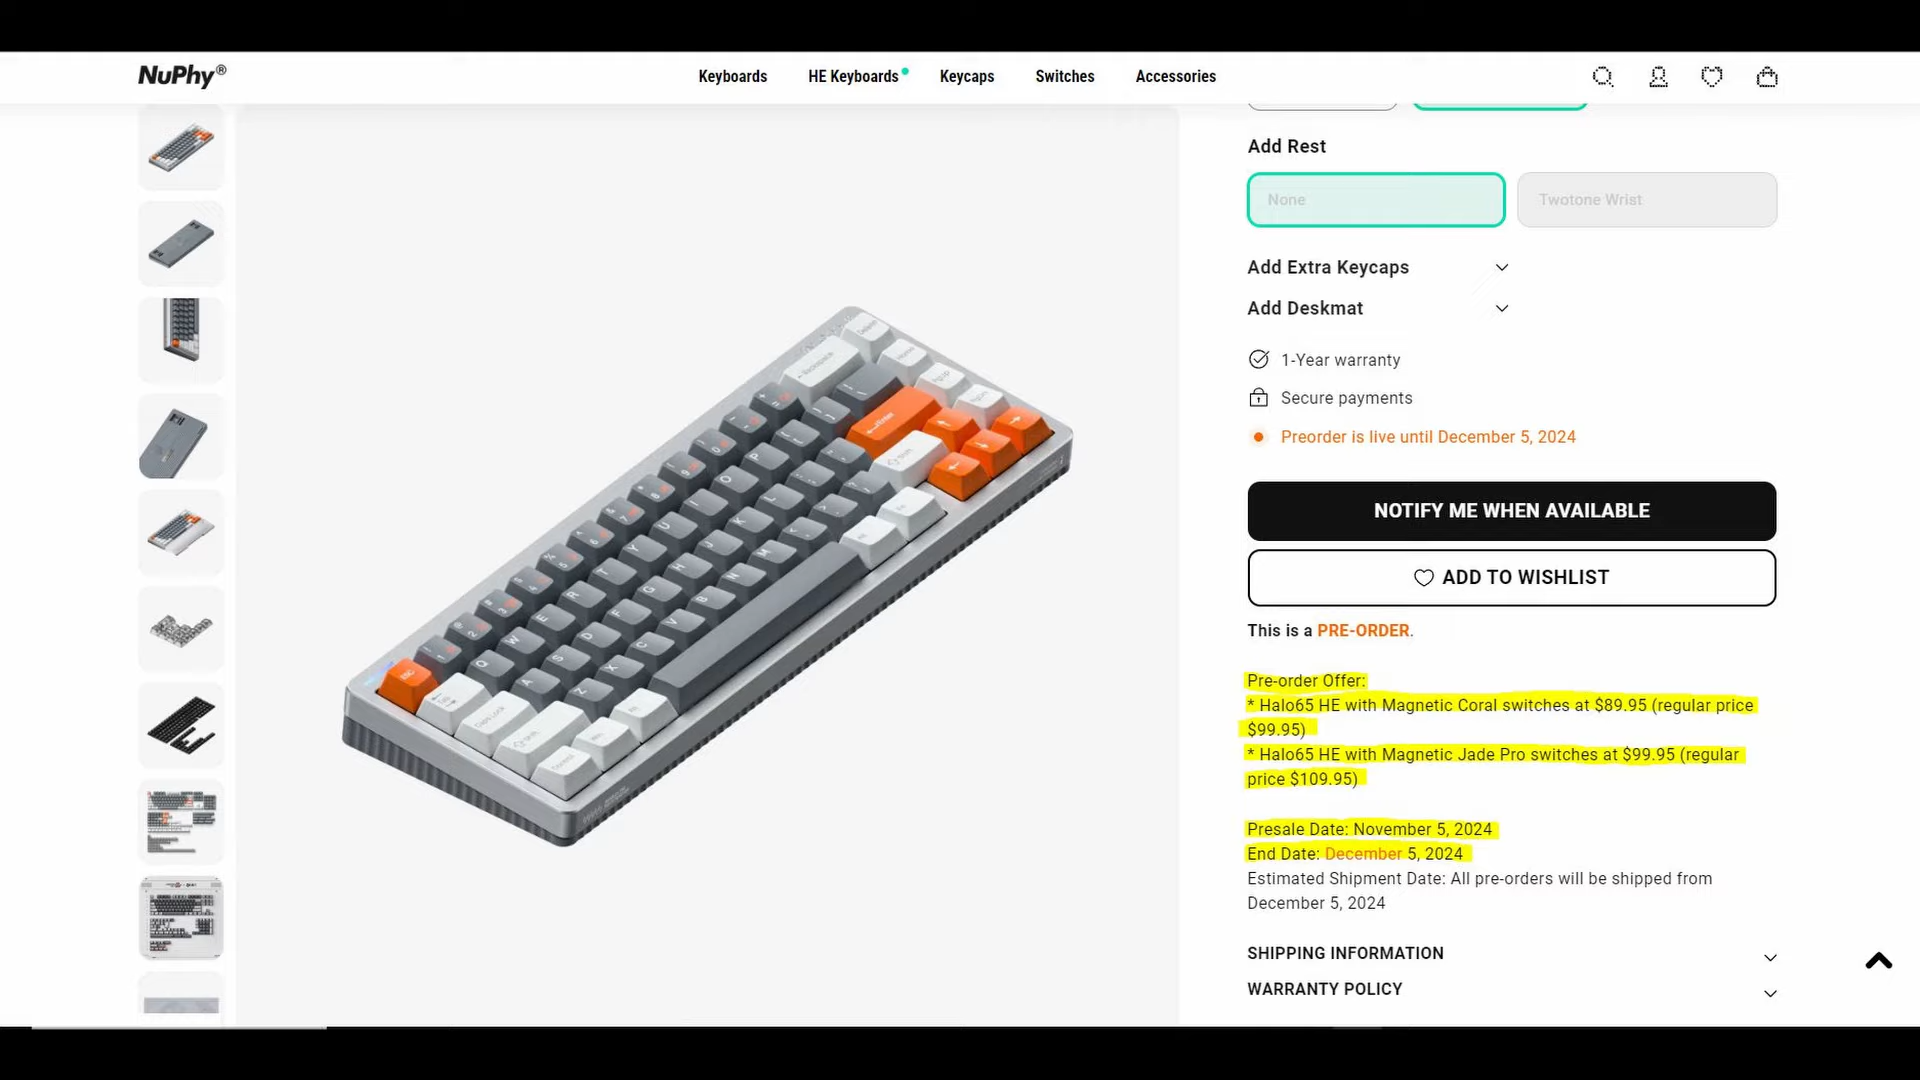 NuPhy®
Keyboards
HE Keyboards
Keycaps
Switches
Accessories
Add Rest
None
Twotone Wrist
Add Extra Keycaps
Add Deskmat
1-Year warranty
Secure payments
Preorder is live until December 5, 2024
NOTIFY ME WHEN AVAILABLE
ADD TO WISHLIST
This is a PRE-ORDER.
Pre-order Offer:
* Halo65 HE with Magnetic Coral switches at $89.95 (regular price
$99.95)
* Halo65 HE with Magnetic Jade Pro switches at $99.95 (regular
price $109.95)
Presale Date: November 5, 2024
End Date: December 5, 2024
Estimated Shipment Date: All pre-orders will be shipped from
December 5, 2024
SHIPPING INFORMATION
WARRANTY POLICY